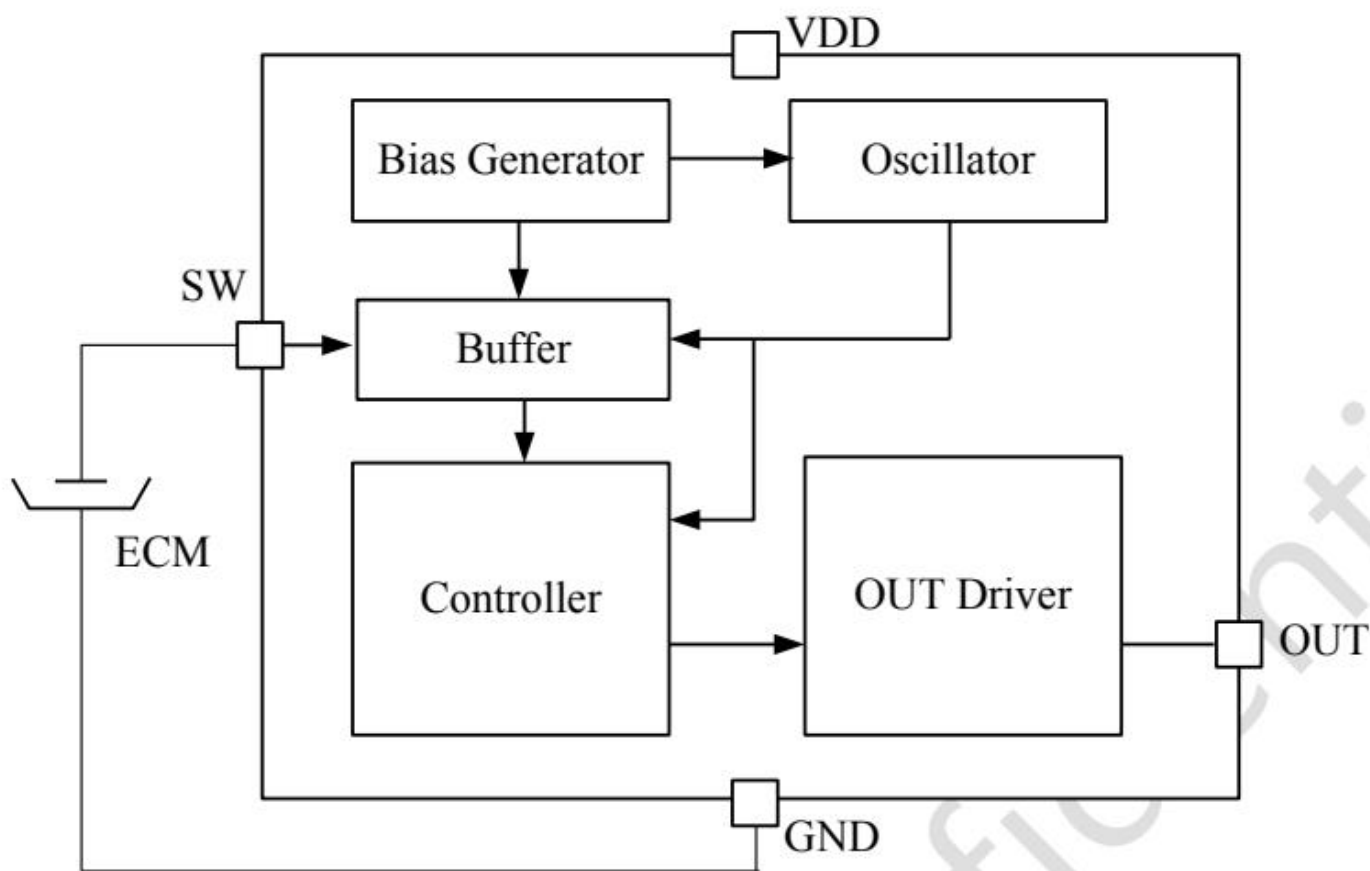 VDD
Bias Generator
Oscillator
SW
Buffer
ECM
Controller
OUT Driver
OUT
GND